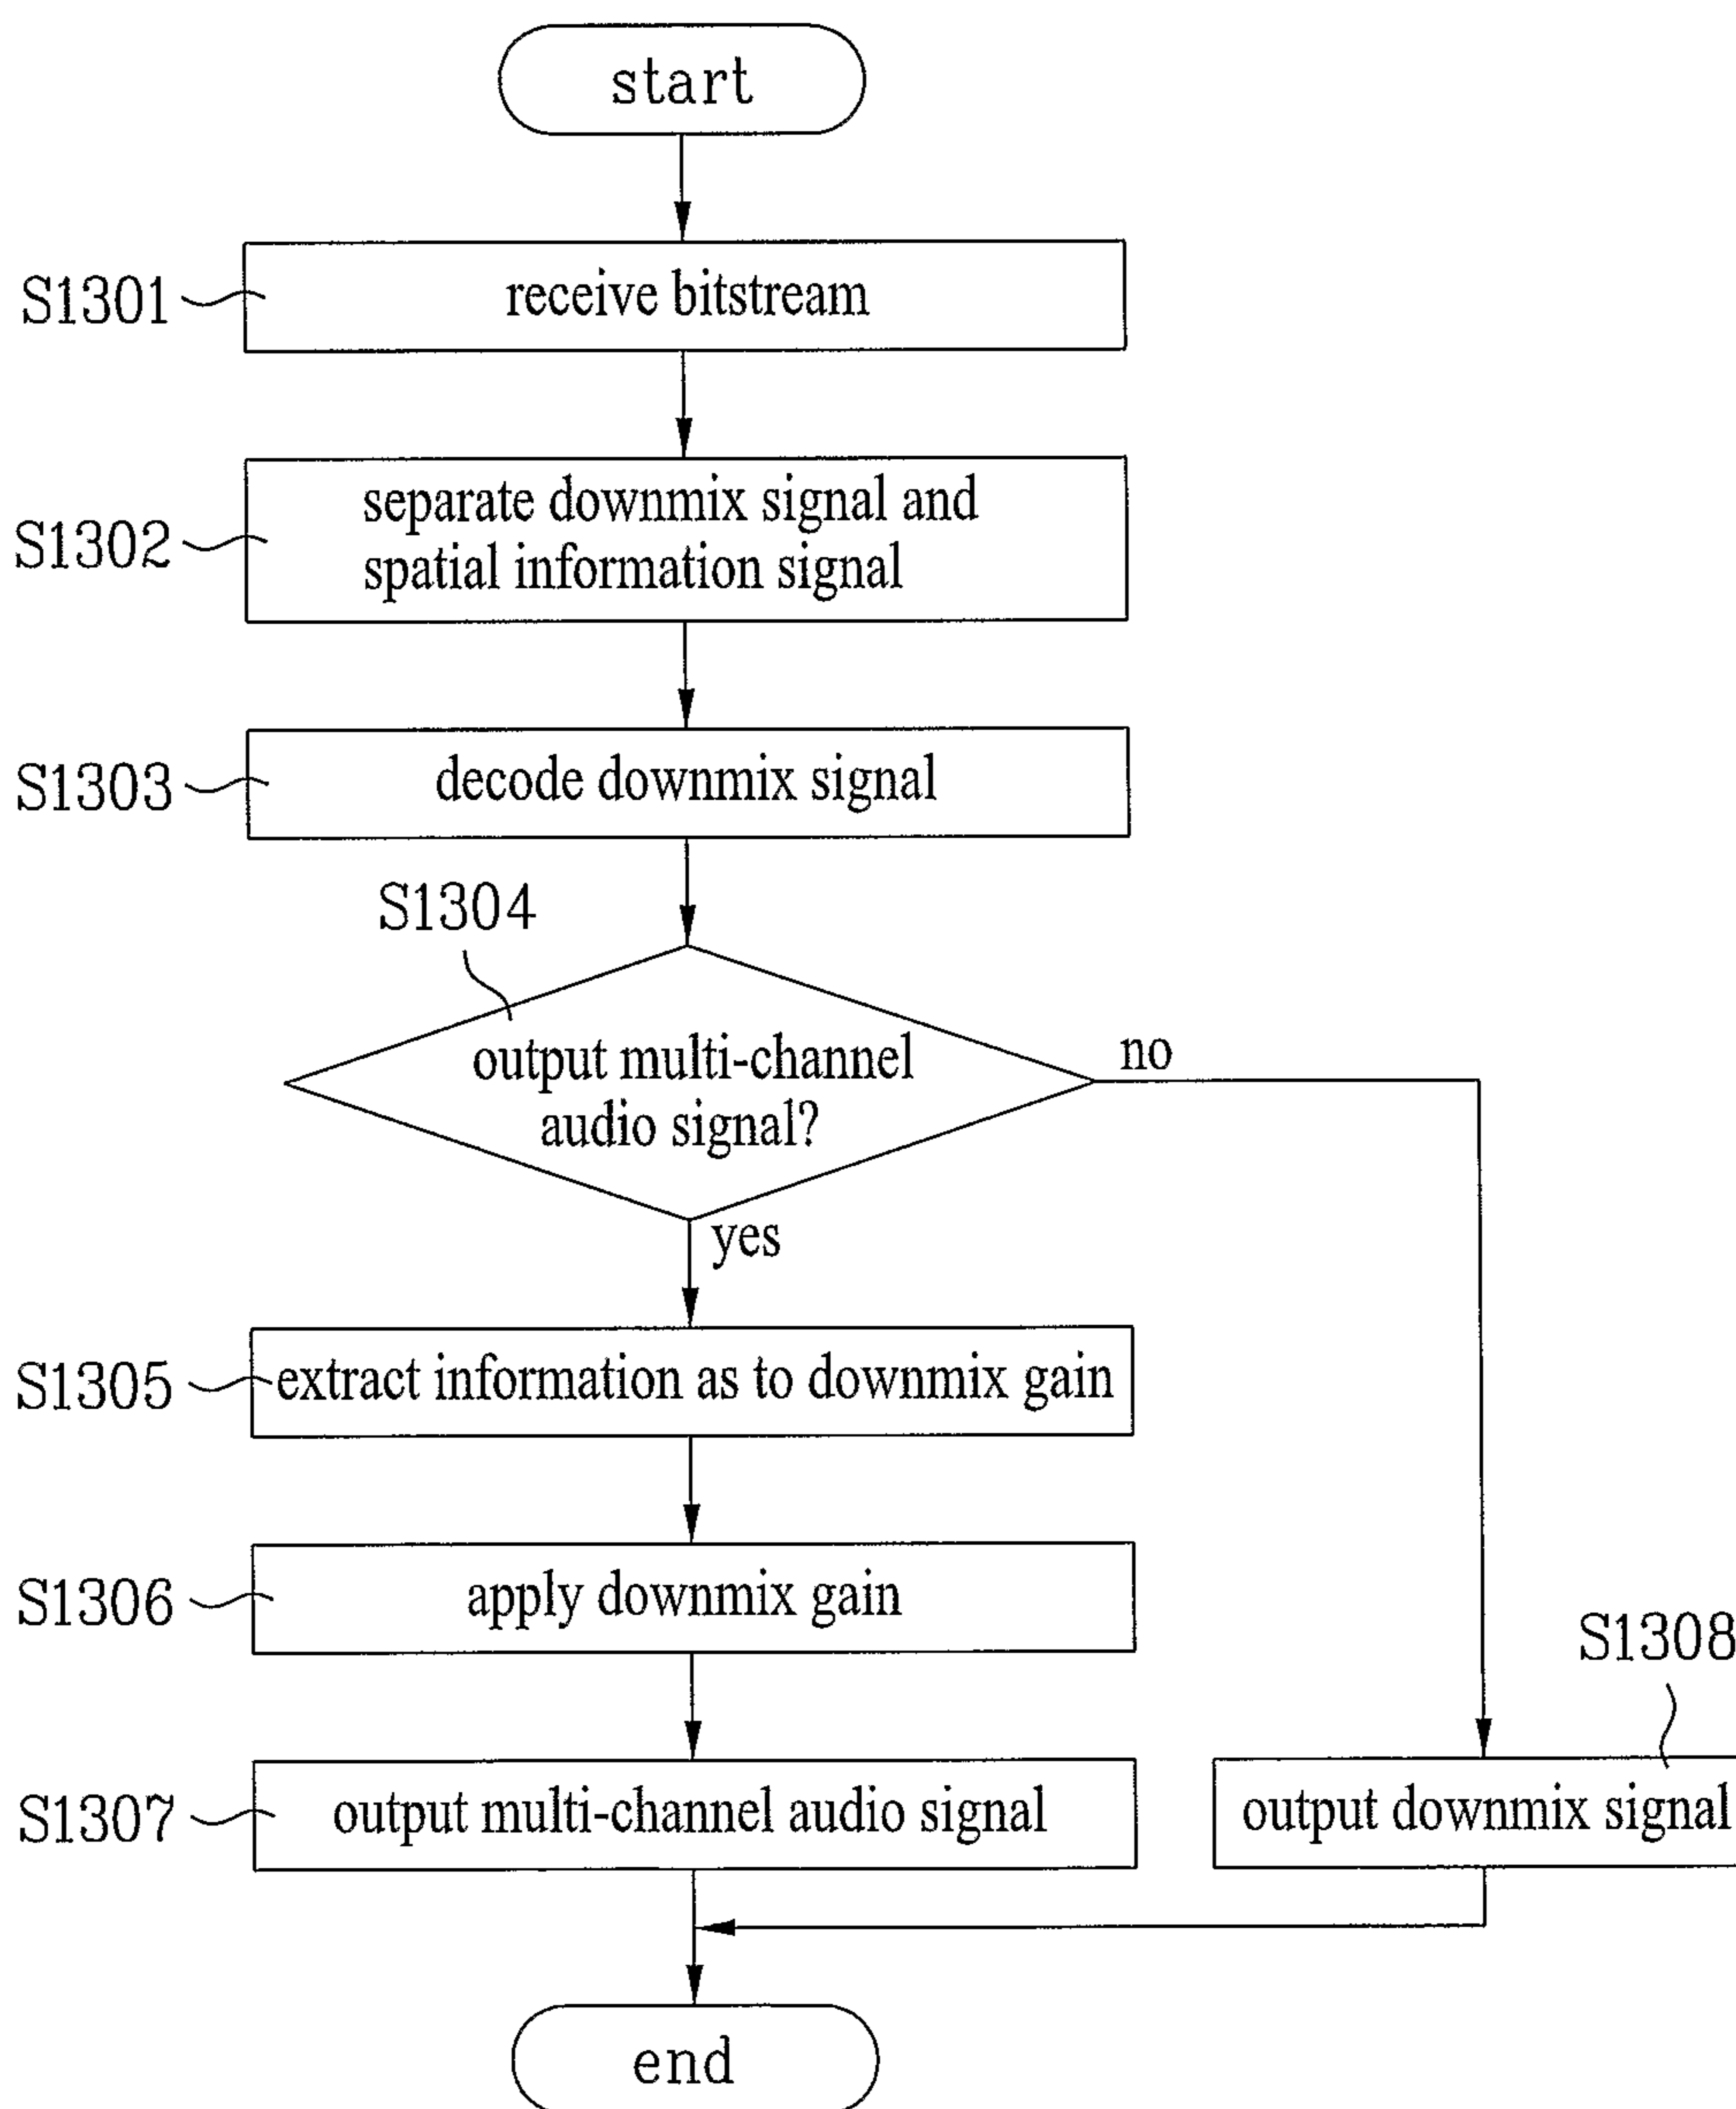 start
S1301
receive bitstream
S1302
separate downmix signal and
spatial information signal
S1303
decode downmix signal
S1304
output multi-channel
audio signal?
no
yes
S1305
extract information as to downmix gain
S1306
apply downmix gain
S1308
S1307
output multi-channel audio signal
output downmix signal
end